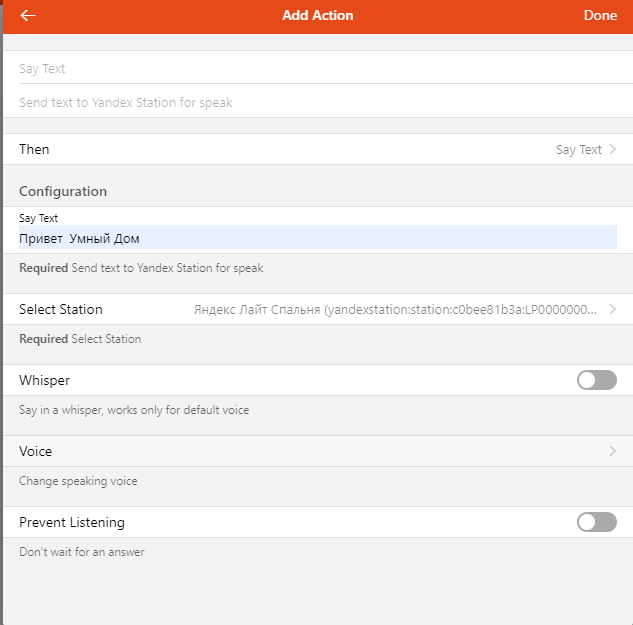 Add Action
Done
Say Text
Send text to Yandex Station for speak
Then
Say Text
Configuration
Say Text
Привет  Умный Дом
Required Send text to Yandex Station for speak
Select Station
Яндекс Лайт Спальня (yandexstation:station:c0bee81b3a:LP0000000...
Required Select Station
Whisper
Say in a whisper, works only for default voice
Voice
Change speaking voice
Prevent Listening
Don't wait for an answer